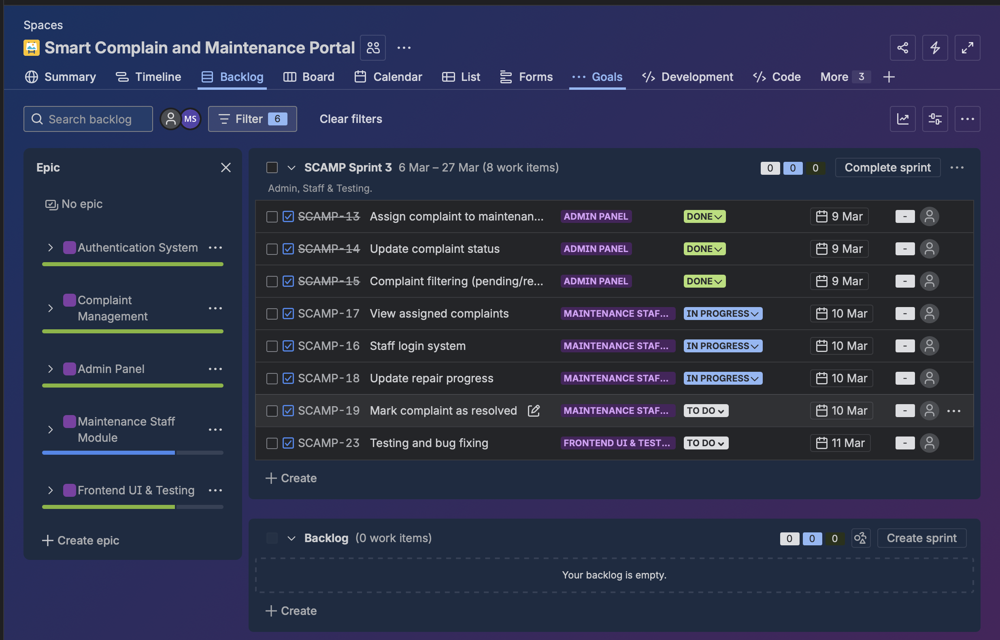 Spaces
Smart Complain and Maintenance Portal
Summary Timeline Backlog Board Calendar List Forms Goals Development Code More 3
Search backlog MS Filter 6 Clear filters
Epic
No epic
Authentication System
Complaint
Management
Admin Panel
Maintenance Staff
Module
Frontend UI & Testing
Create epic
SCAMP Sprint 3 6 Mar – 27 Mar (8 work items) 0 0 0 Complete sprint
Admin, Staff & Testing.
SCAMP-13 Assign complaint to maintenan... ADMIN PANEL DONE 9 Mar -
SCAMP-14 Update complaint status ADMIN PANEL DONE 9 Mar -
SCAMP-15 Complaint filtering (pending/re... ADMIN PANEL DONE 9 Mar -
SCAMP-17 View assigned complaints MAINTENANCE STAF... IN PROGRESS 10 Mar -
SCAMP-16 Staff login system MAINTENANCE STAF... IN PROGRESS 10 Mar -
SCAMP-18 Update repair progress MAINTENANCE STAF... IN PROGRESS 10 Mar -
SCAMP-19 Mark complaint as resolved MAINTENANCE STAF... TO DO 10 Mar -
SCAMP-23 Testing and bug fixing FRONTEND UI & TEST... TO DO 11 Mar -
Create
Backlog (0 work items) 0 0 0 Create sprint
Your backlog is empty.
Create